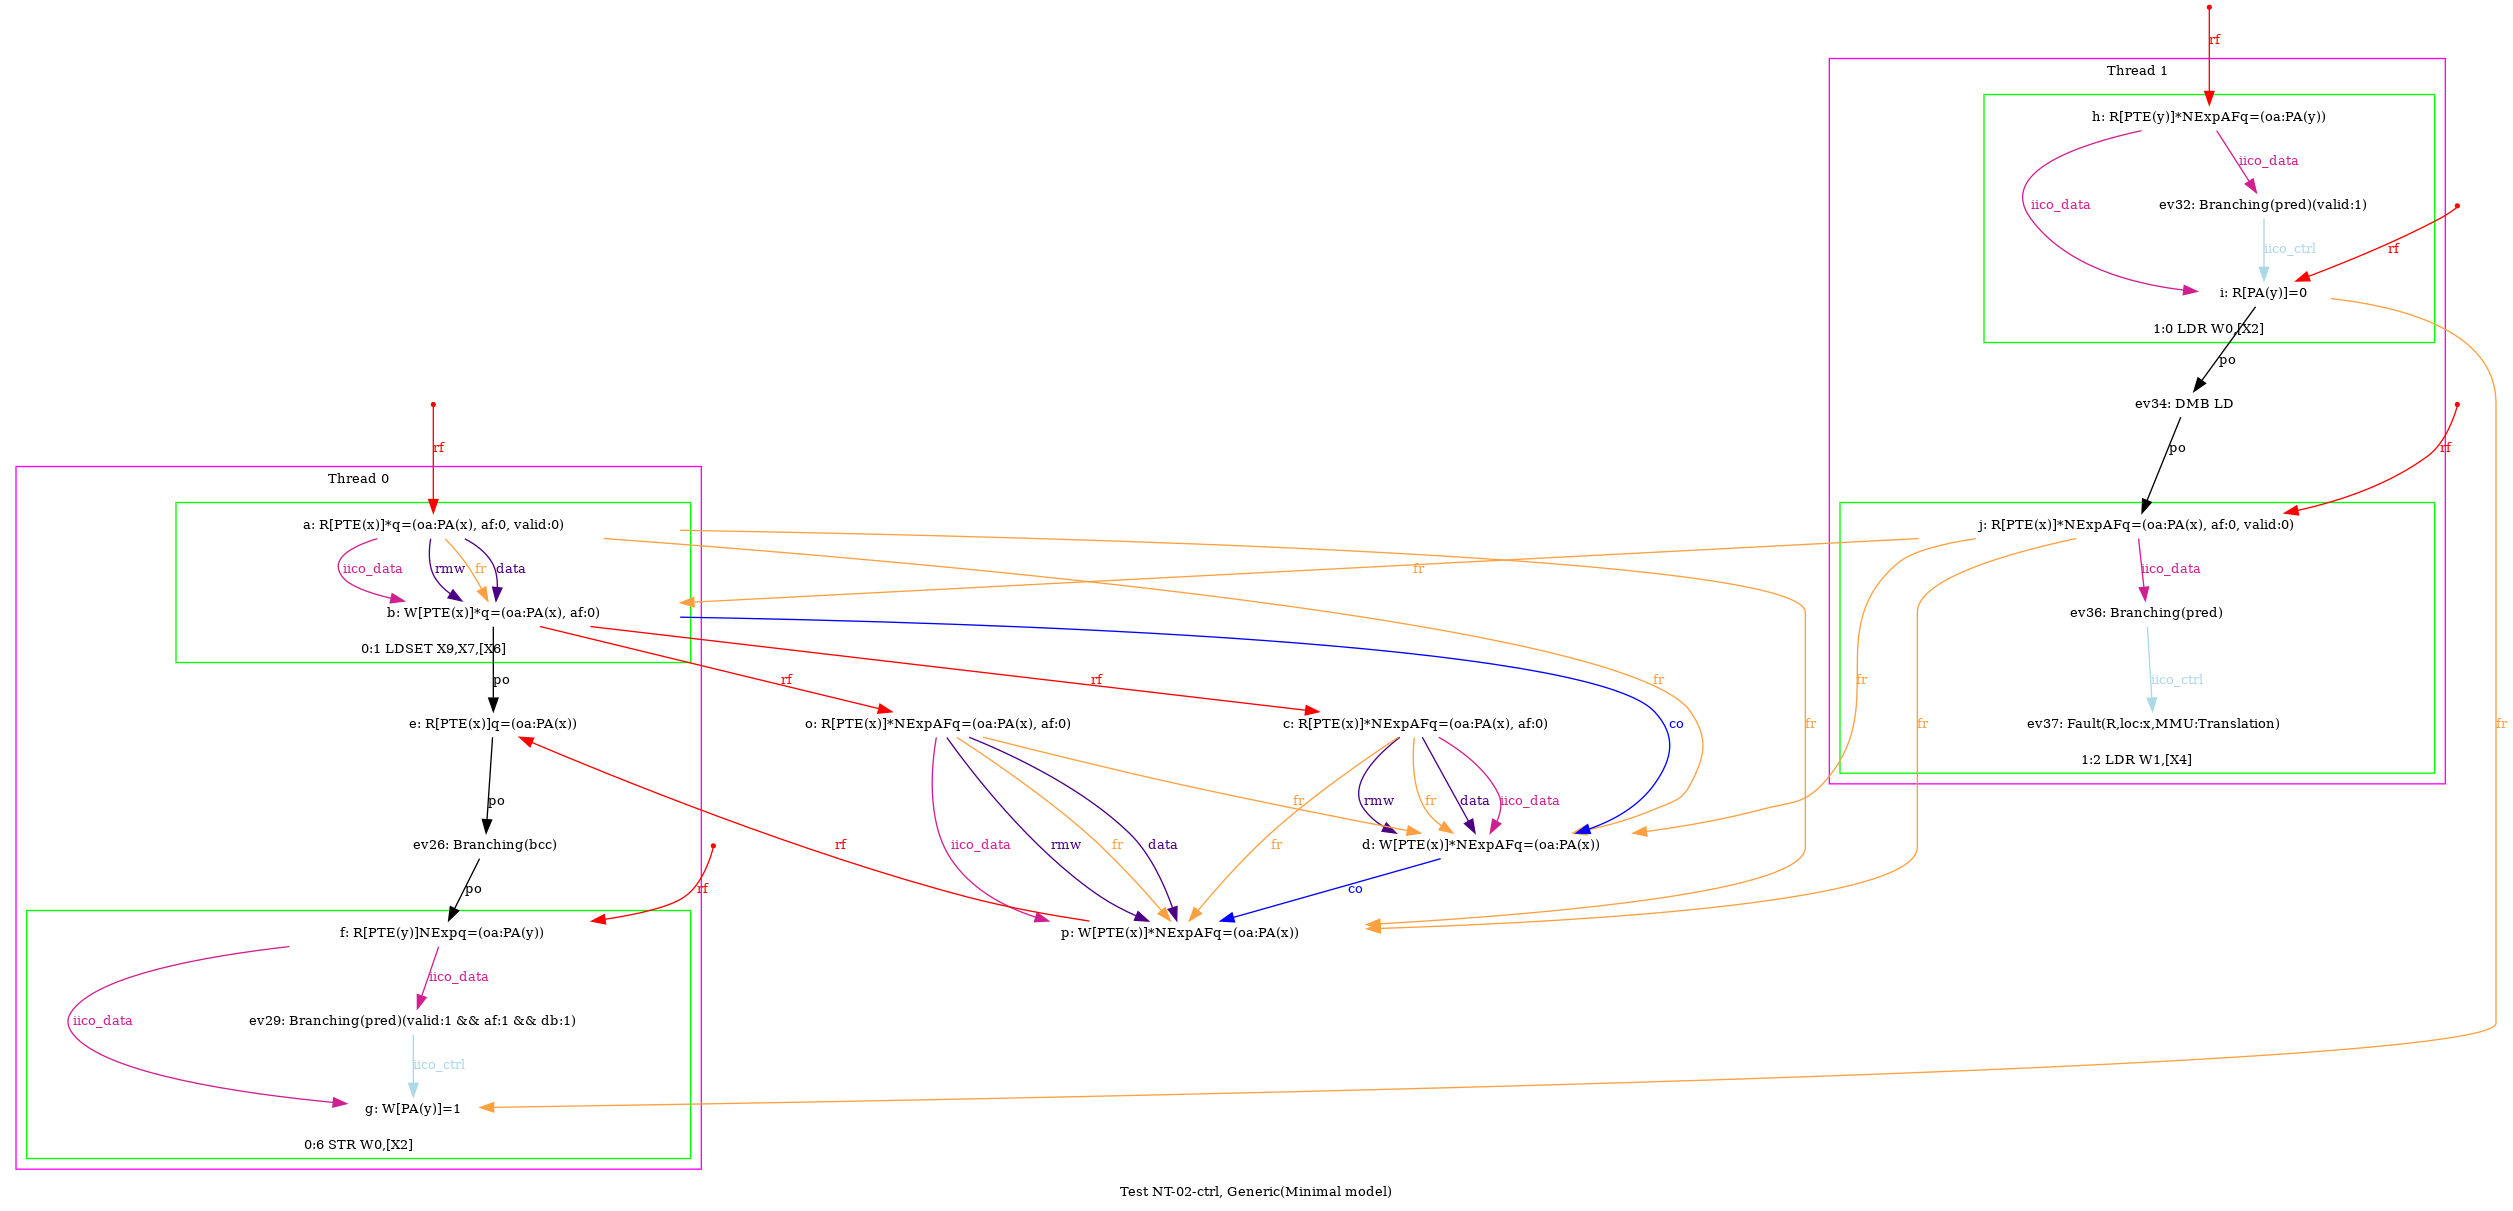 rf
Thread 1
h: R[PTE(y)]*NExpAFq=(oa:PA(y))
iico_data
iico_data
ev32: Branching(pred)(valid:1)
iico_ctrl
rf
i: R[PA(y)]=0
1:0 LDR W0,[X2]
po
ev34: DMB LD
rf
po
rf
Thread 0
a: R[PTE(x)]*q=(oa:PA(x), af:0, valid:0)
j: R[PTE(x)]*NExpAFq=(oa:PA(x), af:0, valid:0)
iico_data
rmw
fr
data
fr
iico_data
b: W[PTE(x)]*q=(oa:PA(x), af:0)
ev36: Branching(pred)
0:1 LDSET X9,X7,[X6]
po
rf
rf
fr
fr
iico_ctrl
e: R[PTE(x)]q=(oa:PA(x))
o: R[PTE(x)]*NExpAFq=(oa:PA(x), af:0)
c: R[PTE(x)]*NExpAFq=(oa:PA(x), af:0)
co
fr
fr
ev37: Fault(R,loc:x,MMU:Translation)
fr
1:2 LDR W1,[X4]
po
fr
rmw
fr
data
iico_data
ev26: Branching(bcc)
rf
iico_data
rmw
fr
data
fr
d: W[PTE(x)]*NExpAFq=(oa:PA(x))
po
rf
co
f: R[PTE(y)]NExpq=(oa:PA(y))
p: W[PTE(x)]*NExpAFq=(oa:PA(x))
iico_data
iico_data
ev29: Branching(pred)(valid:1 && af:1 && db:1)
iico_ctrl
g: W[PA(y)]=1
0:6 STR W0,[X2]
Test NT-02-ctrl, Generic(Minimal model)